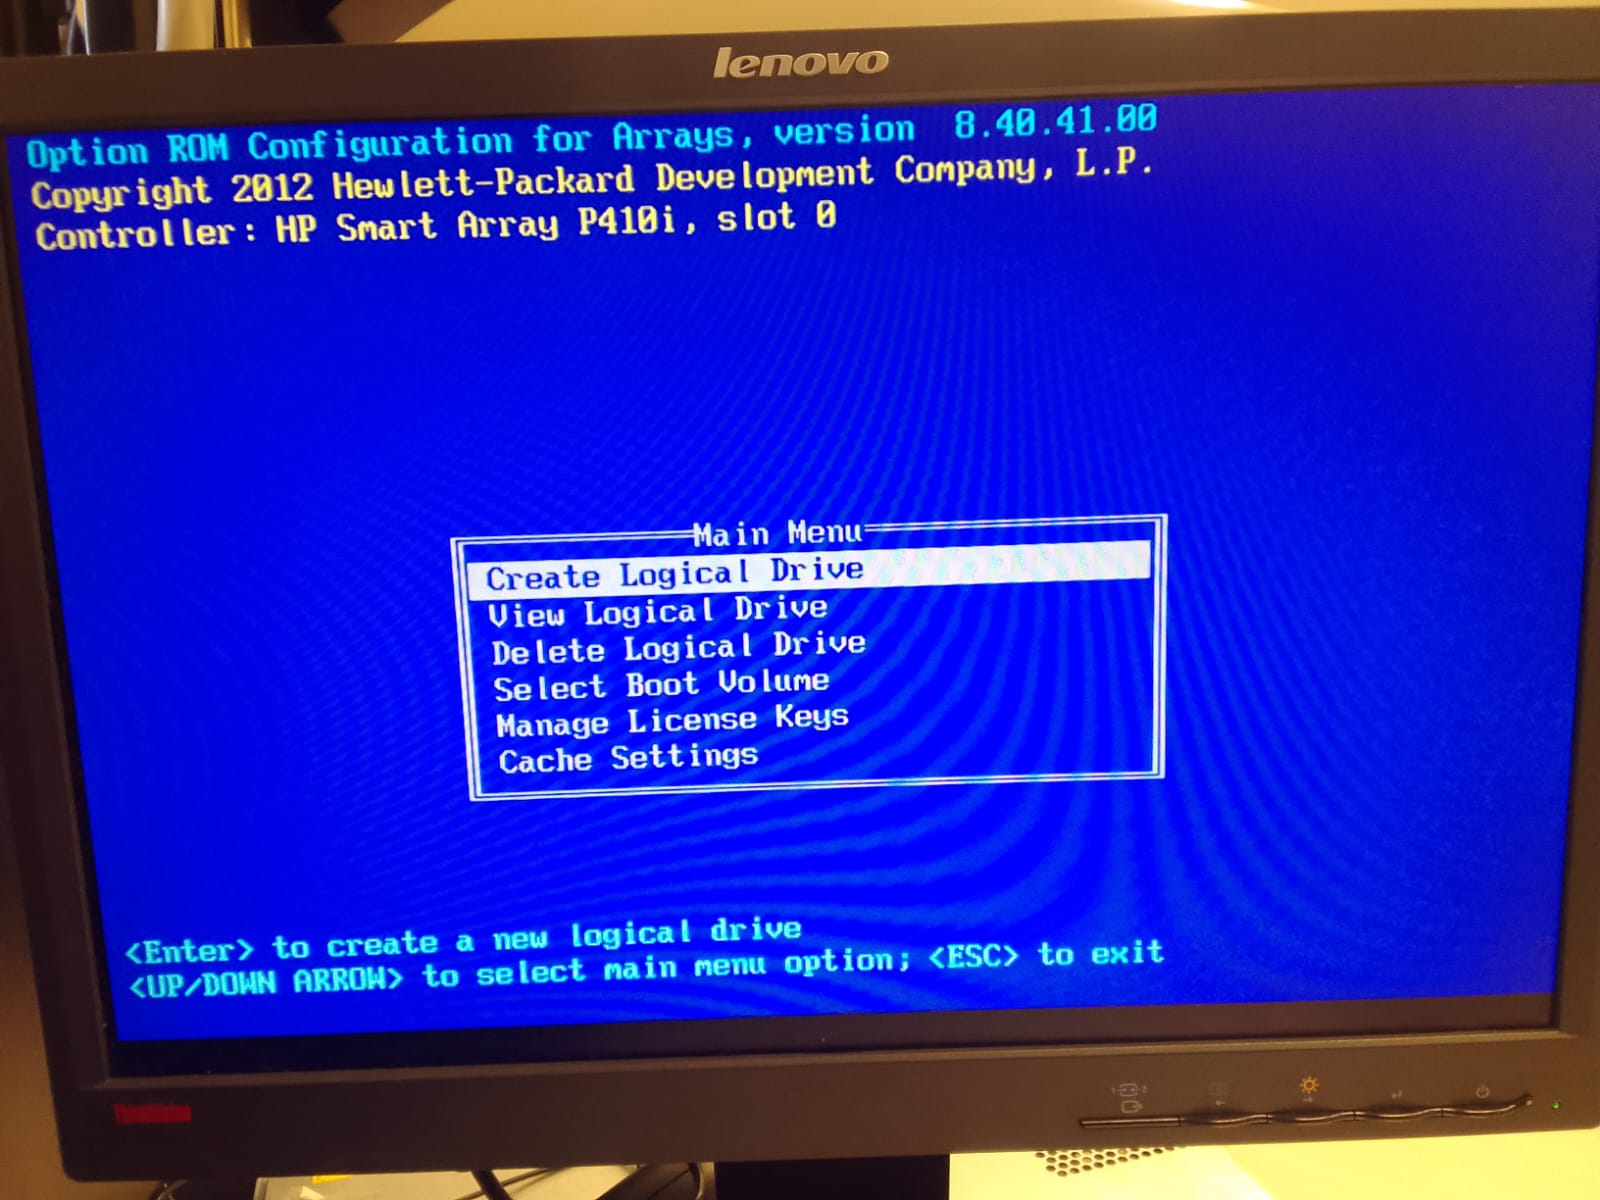 lenovo
Option ROM Configuration for Arrays, version  8.40.41.00
Copyright 2012 Hewlett-Packard Development Company, L.P.
Controller: HP Smart Array P410i, slot 0
Main Menu
Create Logical Drive
View Logical Drive
Delete Logical Drive
Select Boot Volume
Manage License Keys
Cache Settings
<Enter> to create a new logical drive
<UP/DOWN ARROW> to select main menu option; <ESC> to exit